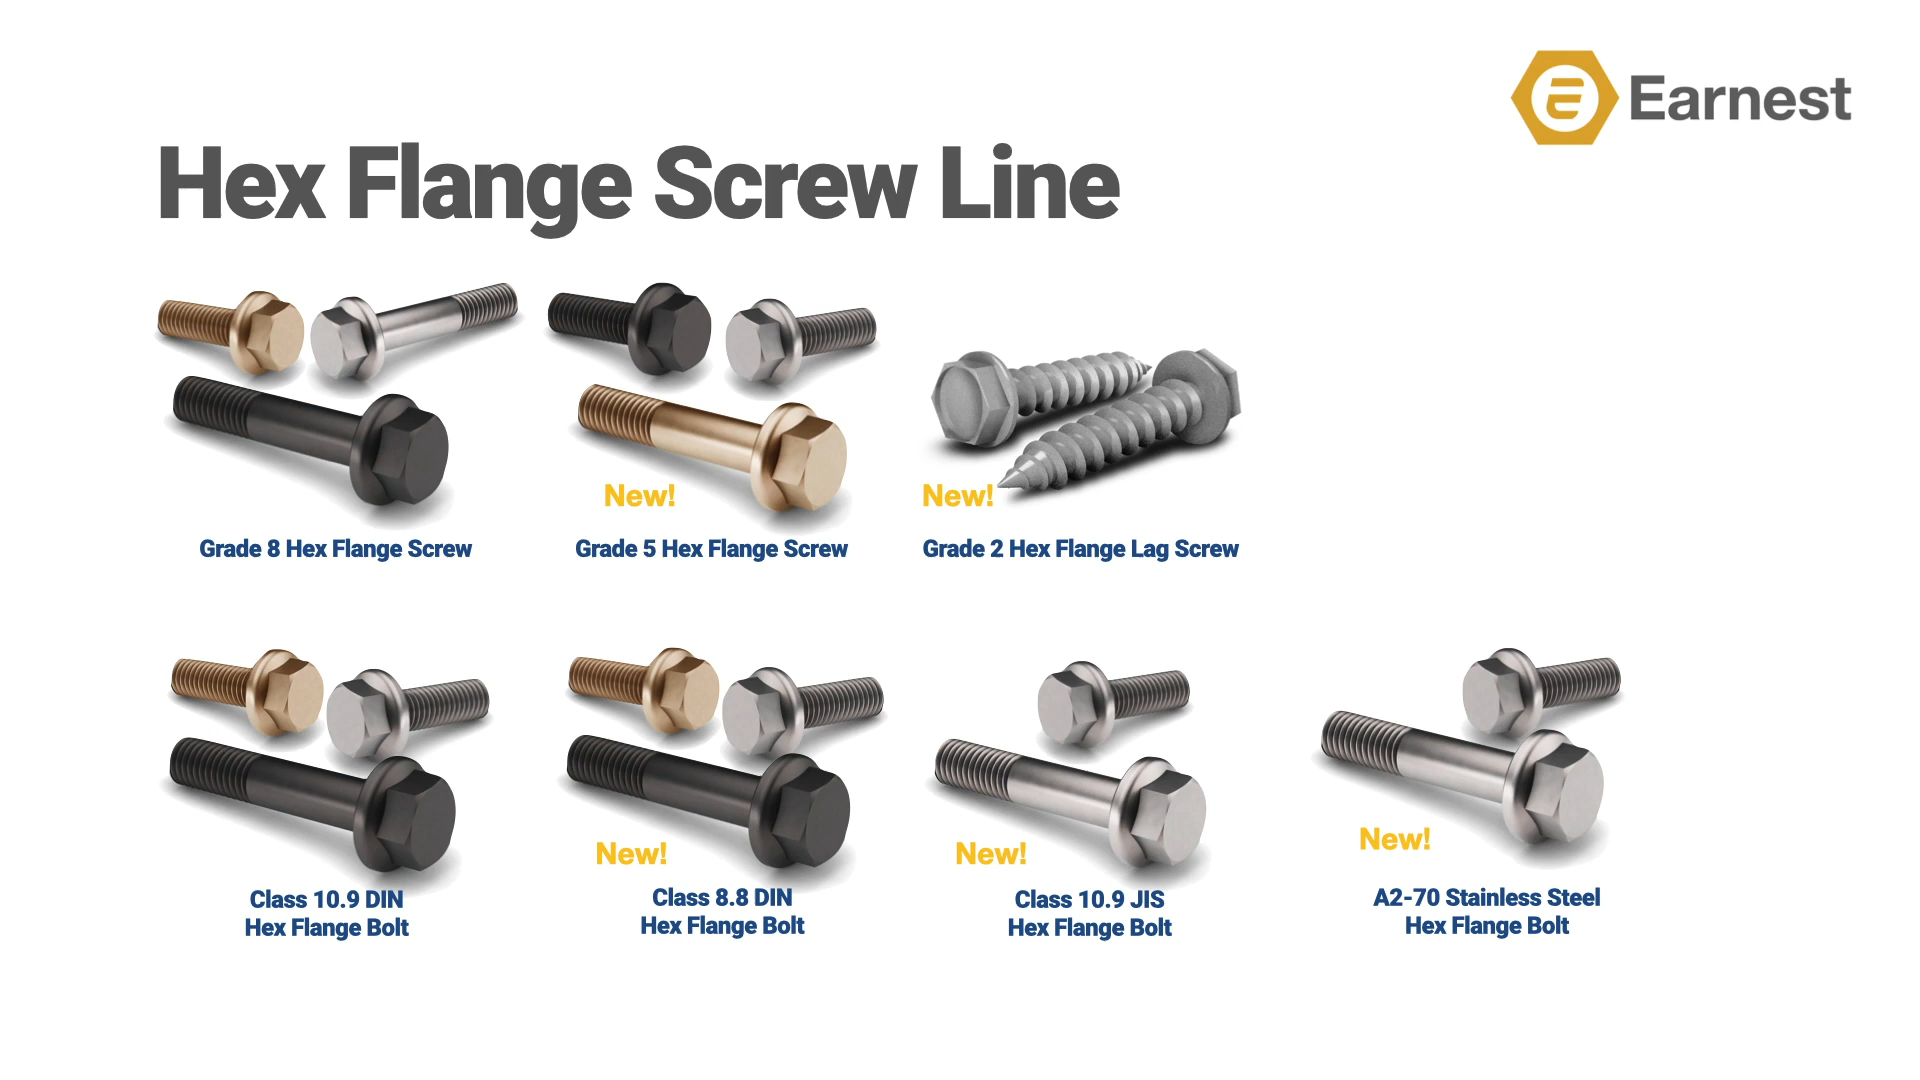 Earnest
Hex Flange Screw Line
New!
New!
Grade 8 Hex Flange Screw
Grade 5 Hex Flange Screw
Grade 2 Hex Flange Lag Screw
New!
New!
New!
Class 10.9 DIN
Hex Flange Bolt
Class 8.8 DIN
Hex Flange Bolt
Class 10.9 JIS
Hex Flange Bolt
A2-70 Stainless Steel
Hex Flange Bolt